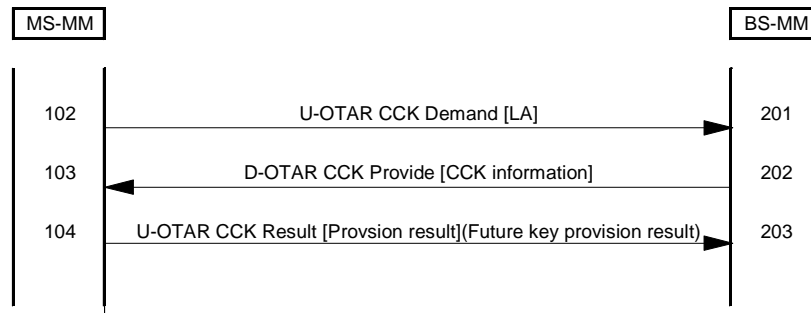 MS-MM
BS-MM
102
U-OTAR CCK Demand [LA]
201
103
D-OTAR CCK Provide [CCK information]
202
104
U-OTAR CCK Result [Provsion result](Future key provision result)
203